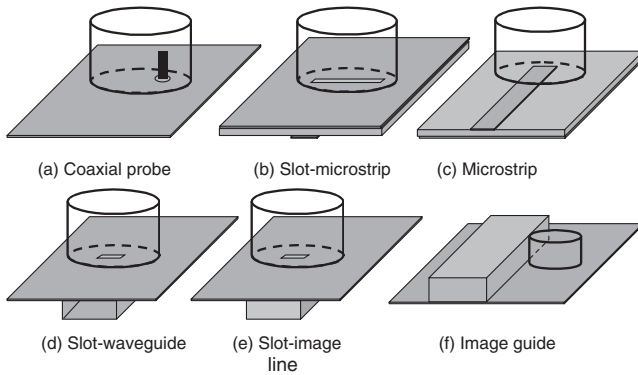 (a) Coaxial probe
(b) Slot-microstrip
(c) Microstrip
(d) Slot-waveguide
(e) Slot-image
line
(f) Image guide